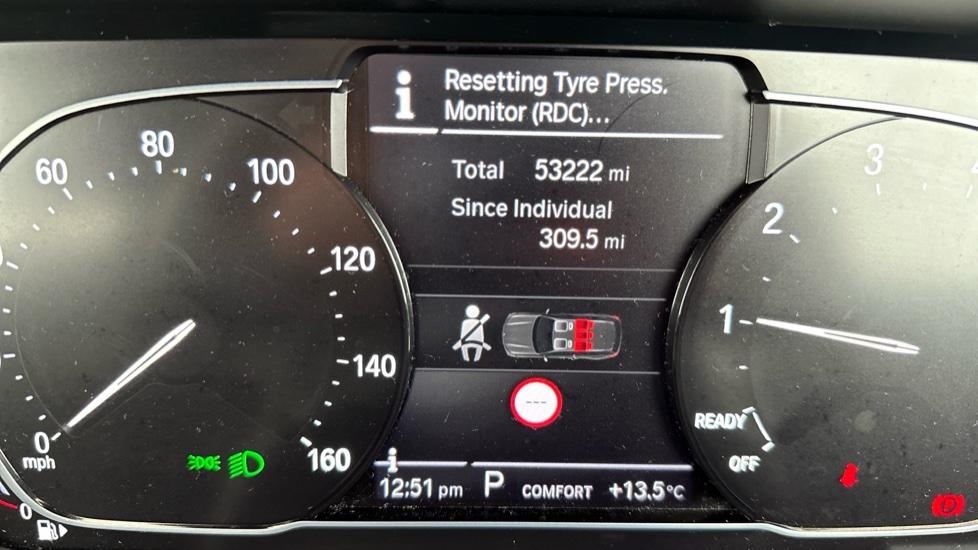 Resetting Tyre Press.
Monitor (RDC)...
Total 53222 mi
Since Individual
309.5 mi
---
12:51 pm P COMFORT +13.5°C
0
mph
60
80
100
120
140
160
0
OFF
READY
1
2
3